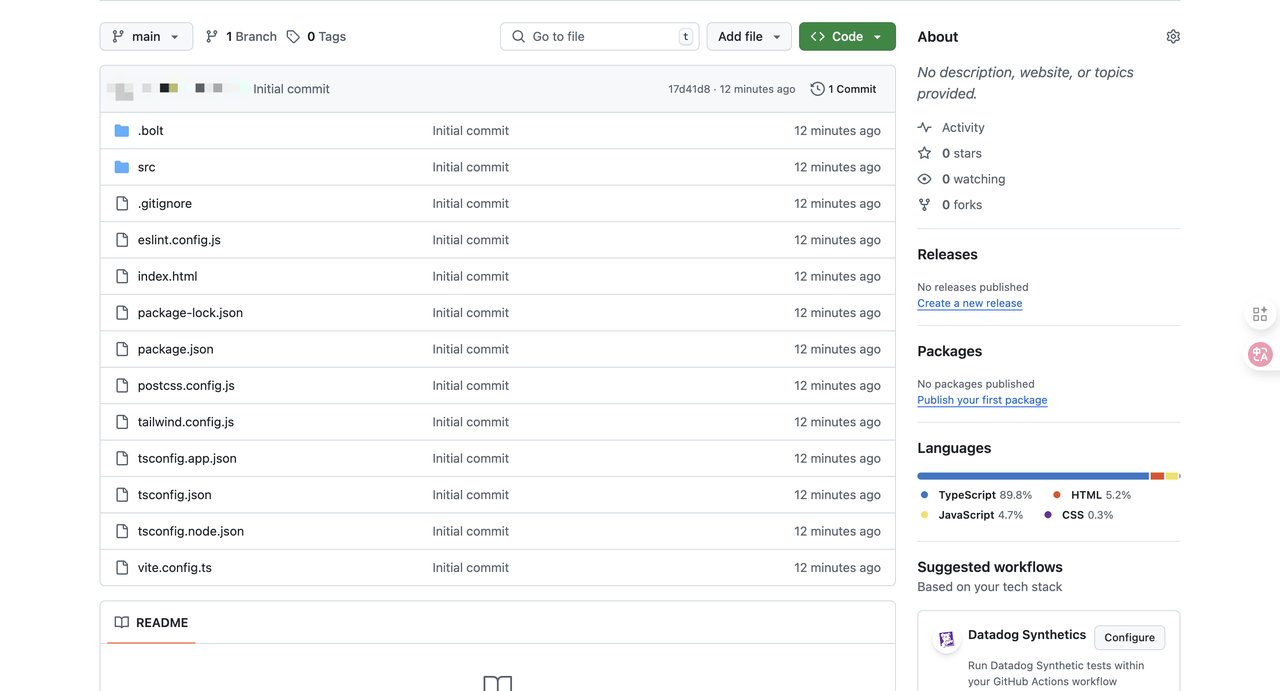 main 1 Branch 0 Tags Go to file t Add file Code
Initial commit 17d41d8 · 12 minutes ago 1 Commit
.bolt Initial commit 12 minutes ago
src Initial commit 12 minutes ago
.gitignore Initial commit 12 minutes ago
eslint.config.js Initial commit 12 minutes ago
index.html Initial commit 12 minutes ago
package-lock.json Initial commit 12 minutes ago
package.json Initial commit 12 minutes ago
postcss.config.js Initial commit 12 minutes ago
tailwind.config.js Initial commit 12 minutes ago
tsconfig.app.json Initial commit 12 minutes ago
tsconfig.json Initial commit 12 minutes ago
tsconfig.node.json Initial commit 12 minutes ago
vite.config.ts Initial commit 12 minutes ago
README
About
No description, website, or topics
provided.
Activity
0 stars
0 watching
0 forks
Releases
No releases published
Create a new release
Packages
No packages published
Publish your first package
Languages
TypeScript 89.8% HTML 5.2%
JavaScript 4.7% CSS 0.3%
Suggested workflows
Based on your tech stack
Datadog Synthetics Configure
Run Datadog Synthetic tests within
your GitHub Actions workflow
中A